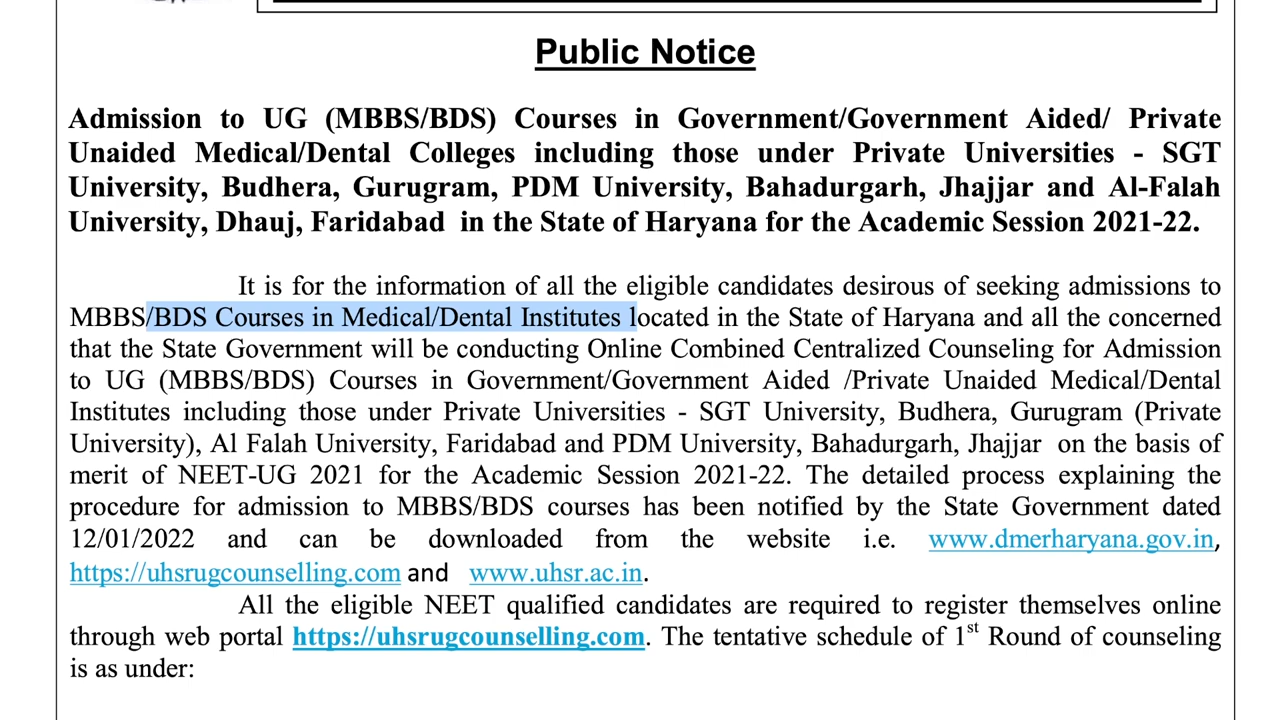 Public Notice
Admission to UG (MBBS/BDS) Courses in Government/Government Aided/ Private
Unaided Medical/Dental Colleges including those under Private Universities - SGT
University, Budhera, Gurugram, PDM University, Bahadurgarh, Jhajjar and Al-Falah
University, Dhauj, Faridabad in the State of Haryana for the Academic Session 2021-22.
It is for the information of all the eligible candidates desirous of seeking admissions to
MBBS/BDS Courses in Medical/Dental Institutes located in the State of Haryana and all the concerned
that the State Government will be conducting Online Combined Centralized Counseling for Admission
to UG (MBBS/BDS) Courses in Government/Government Aided /Private Unaided Medical/Dental
Institutes including those under Private Universities - SGT University, Budhera, Gurugram (Private
University), Al Falah University, Faridabad and PDM University, Bahadurgarh, Jhajjar on the basis of
merit of NEET-UG 2021 for the Academic Session 2021-22. The detailed process explaining the
procedure for admission to MBBS/BDS courses has been notified by the State Government dated
12/01/2022 and can be downloaded from the website i.e. www.dmerharyana.gov.in,
https://uhsrugcounselling.com and www.uhsr.ac.in.
All the eligible NEET qualified candidates are required to register themselves online
through web portal https://uhsrugcounselling.com. The tentative schedule of 1st Round of counseling
is as under: